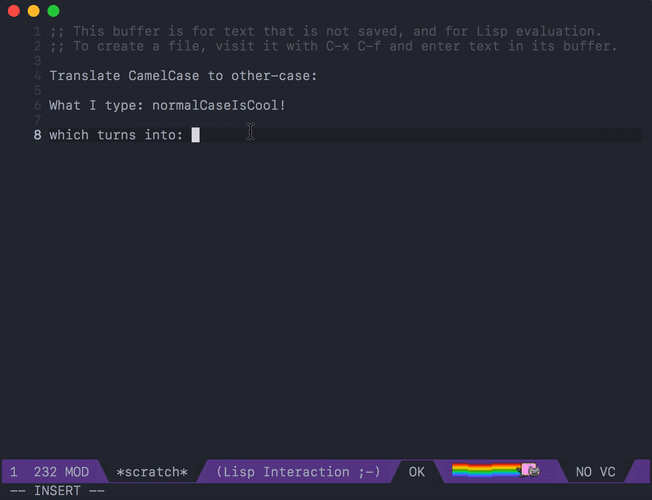 1 ;; This buffer is for text that is not saved, and for Lisp evaluation.
2 ;; To create a file, visit it with C-x C-f and enter text in its buffer.
3
4 Translate CamelCase to other-case:
5
6 What I type: normalCaseIsCool!
7
8 which turns into:
1 232 MOD *scratch* (Lisp Interaction ;-) OK NO VC
-- INSERT --